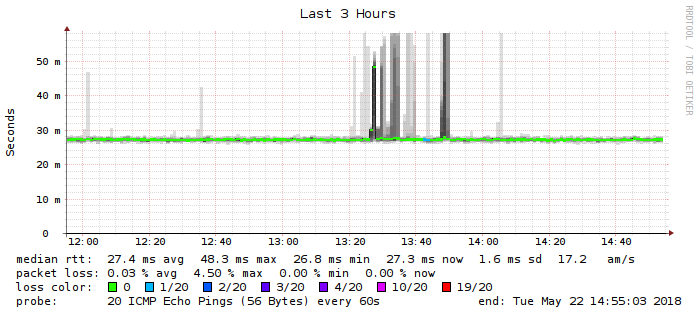 Last 3 Hours
RRDTOOL / TOBI OETIKER
Seconds
50 m
40 m
30 m
20 m
10 m
0
12:00 12:20 12:40 13:00 13:20 13:40 14:00 14:20 14:40
median rtt: 27.4 ms avg 48.3 ms max 26.8 ms min 27.3 ms now 1.6 ms sd 17.2 am/s
packet loss: 0.03 % avg 4.50 % max 0.00 % min 0.00 % now
loss color: 0 1/20 2/20 3/20 4/20 10/20 19/20
probe: 20 ICMP Echo Pings (56 Bytes) every 60s end: Tue May 22 14:55:03 2018